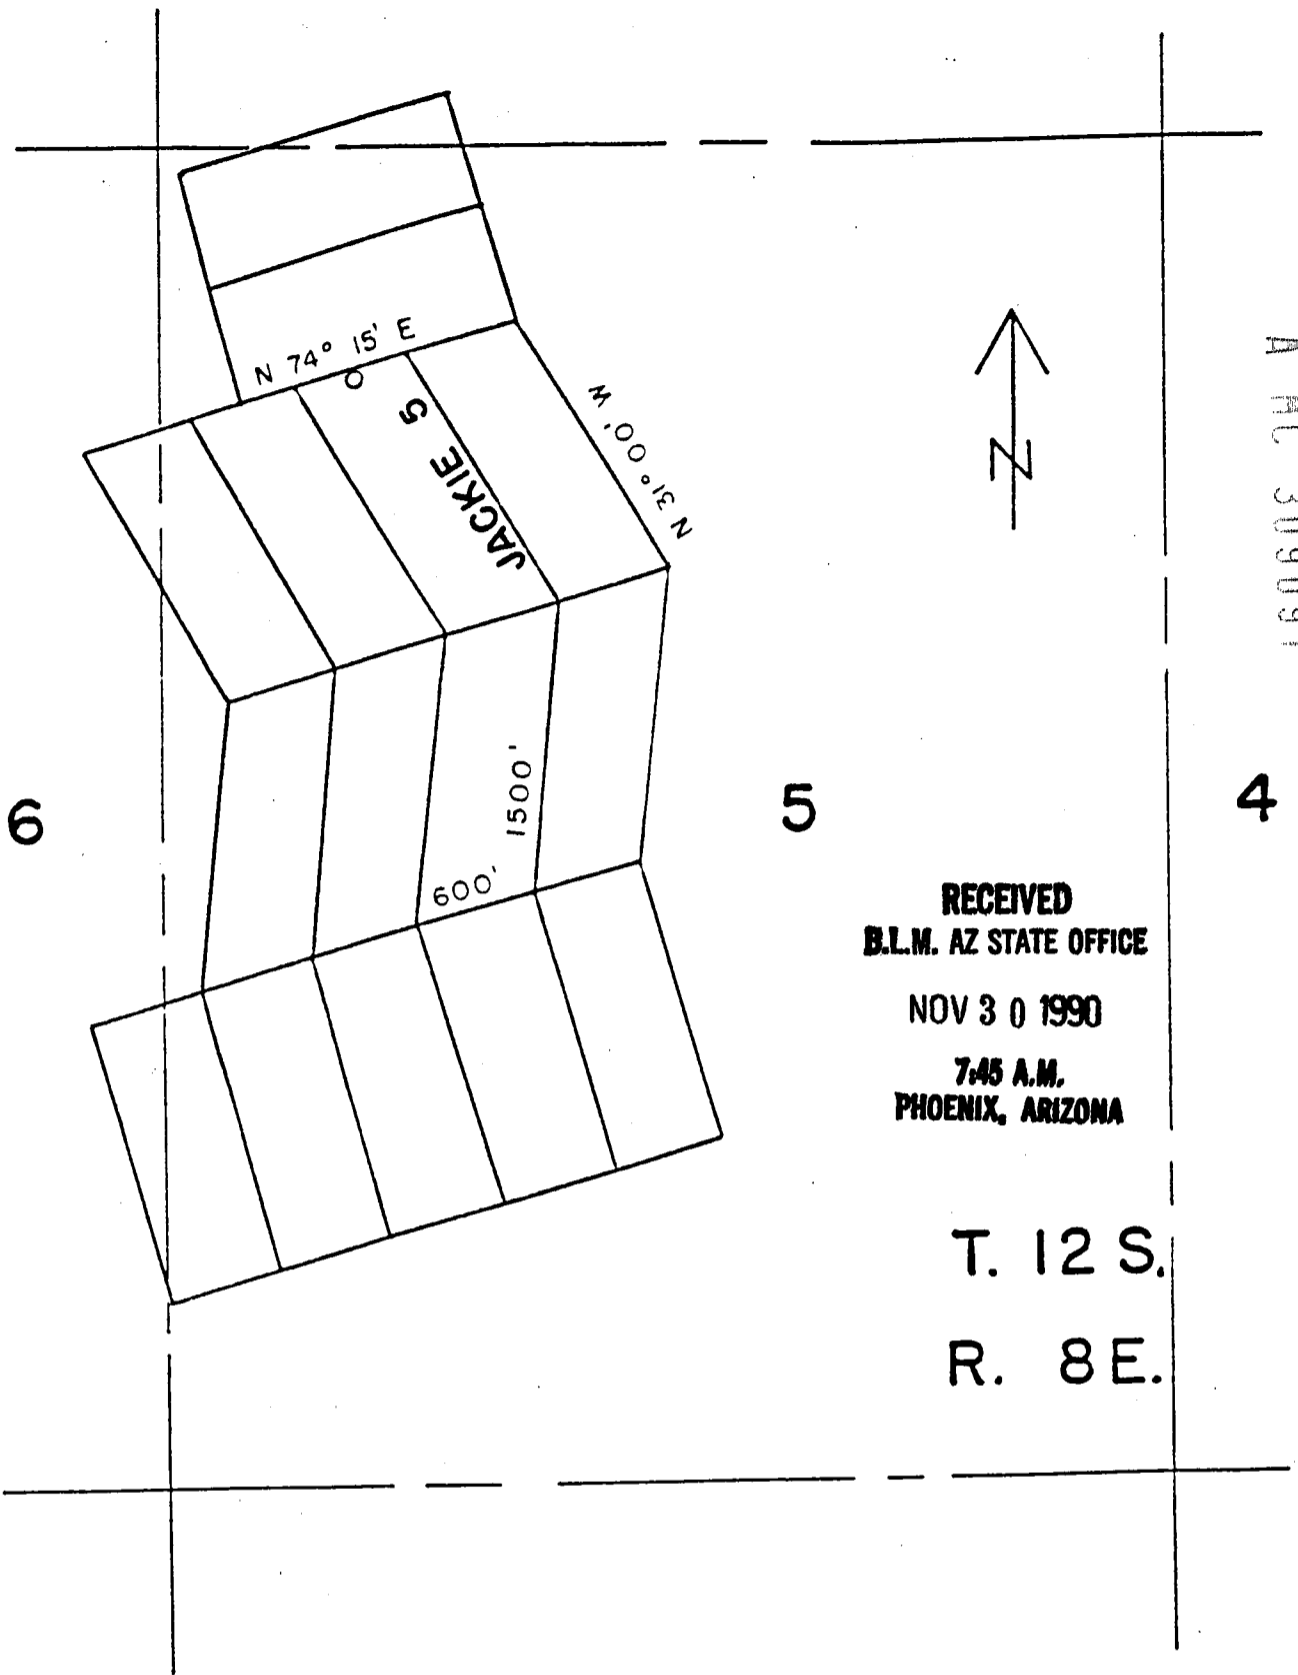 N 74° 15' E
JACKIE 5
N 31° 00' W
N
1500'
600'
6
5
4
RECEIVED
B.L.M. AZ STATE OFFICE
NOV 30 1990
7:45 A.M.
PHOENIX, ARIZONA
T. 12 S.
R. 8 E.